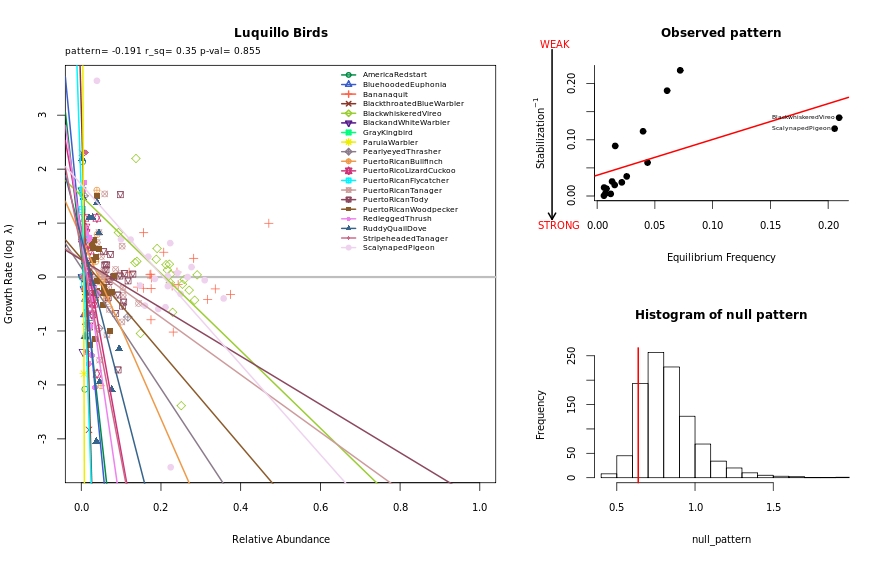 Luquillo Birds
pattern= -0.191 r_sq= 0.35 p-val= 0.855
AmericaRedstart
BluehoodedEuphonia
Bananaquit
BlackthroatedBlueWarbler
BlackwhiskeredVireo
BlackandWhiteWarbler
GrayKingbird
ParulaWarbler
PearlyeyedThrasher
PuertoRicanBullfinch
PuertoRicoLizardCuckoo
PuertoRicanFlycatcher
PuertoRicanTanager
PuertoRicanTody
PuertoRicanWoodpecker
RedleggedThrush
RuddyQuailDove
StripeheadedTanager
ScalynapedPigeon
Growth Rate (log λ)
3
2
1
0
-1
-2
-3
0.0 0.2 0.4 0.6 0.8 1.0
Relative Abundance
Observed pattern
WEAK
STRONG
Stabilization⁻¹
0.20
0.10
0.00
BlackwhiskeredVireo
ScalynapedPigeon
0.00 0.05 0.10 0.15 0.20
Equilibrium Frequency
Histogram of null pattern
Frequency
250
150
50
0
0.5 1.0 1.5
null_pattern